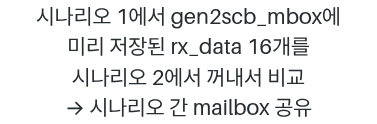 시나리오 1에서 gen2scb_mbox에
미리 저장된 rx_data 16개를
시나리오 2에서 꺼내서 비교
→ 시나리오 간 mailbox 공유